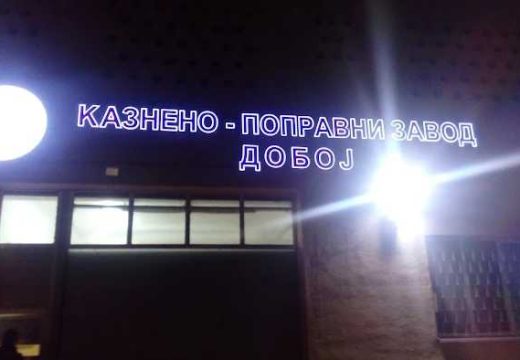 КАЗНЕНО - ПОПРАВНИ ЗАВОД
ДОБОЈ